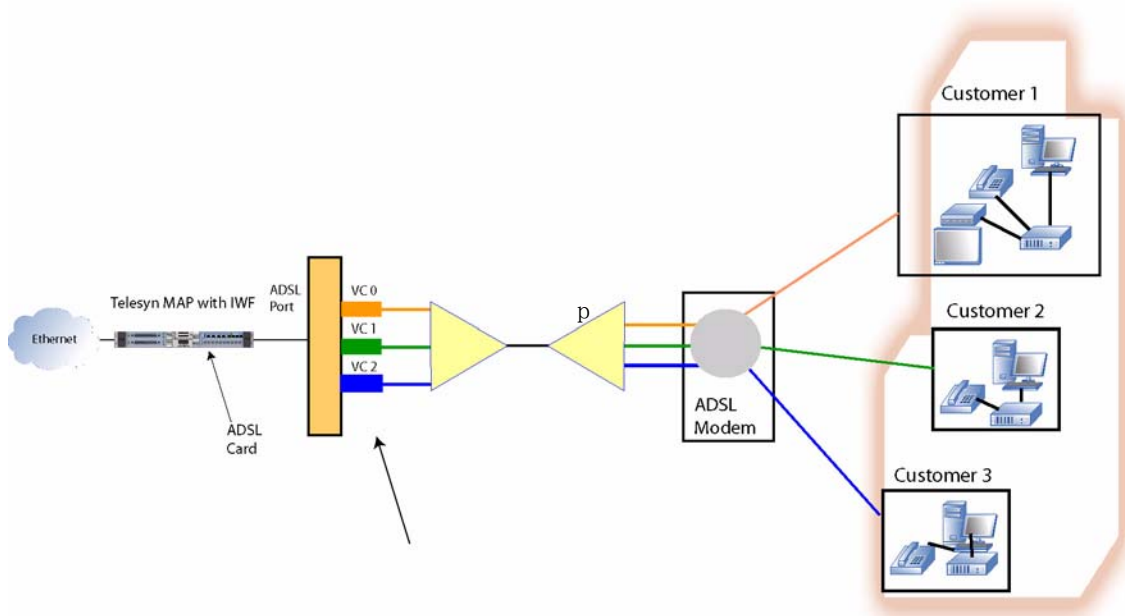 Customer 1
p
ADSL
Port
VC 0
Telesyn MAP with IWF
VC 1
Ethernet
VC 2
Customer 2
ADSL
Card
ADSL
Modem
Customer 3